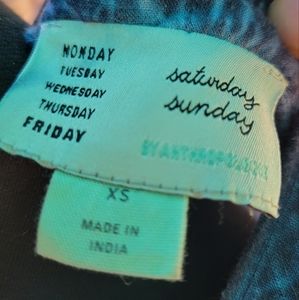 MONDAY
TUESDAY
WEDNESDAY
THURSDAY
FRIDAY
saturday
sunday
BY ANTHROPOLOGIE
XS
MADE IN
INDIA